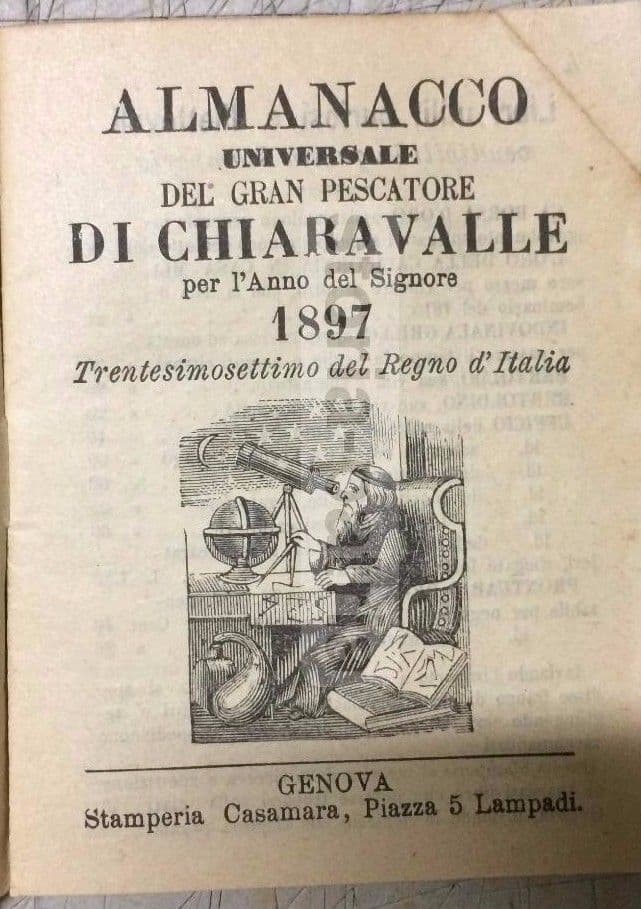 ALMANACCO
UNIVERSALE
DEL GRAN PESCATORE
DI CHIARAVALLE
per l'Anno del Signore
1897
Trentesimosettimo del Regno d'Italia
GENOVA
Stamperia Casamara, Piazza 5 Lampadi.